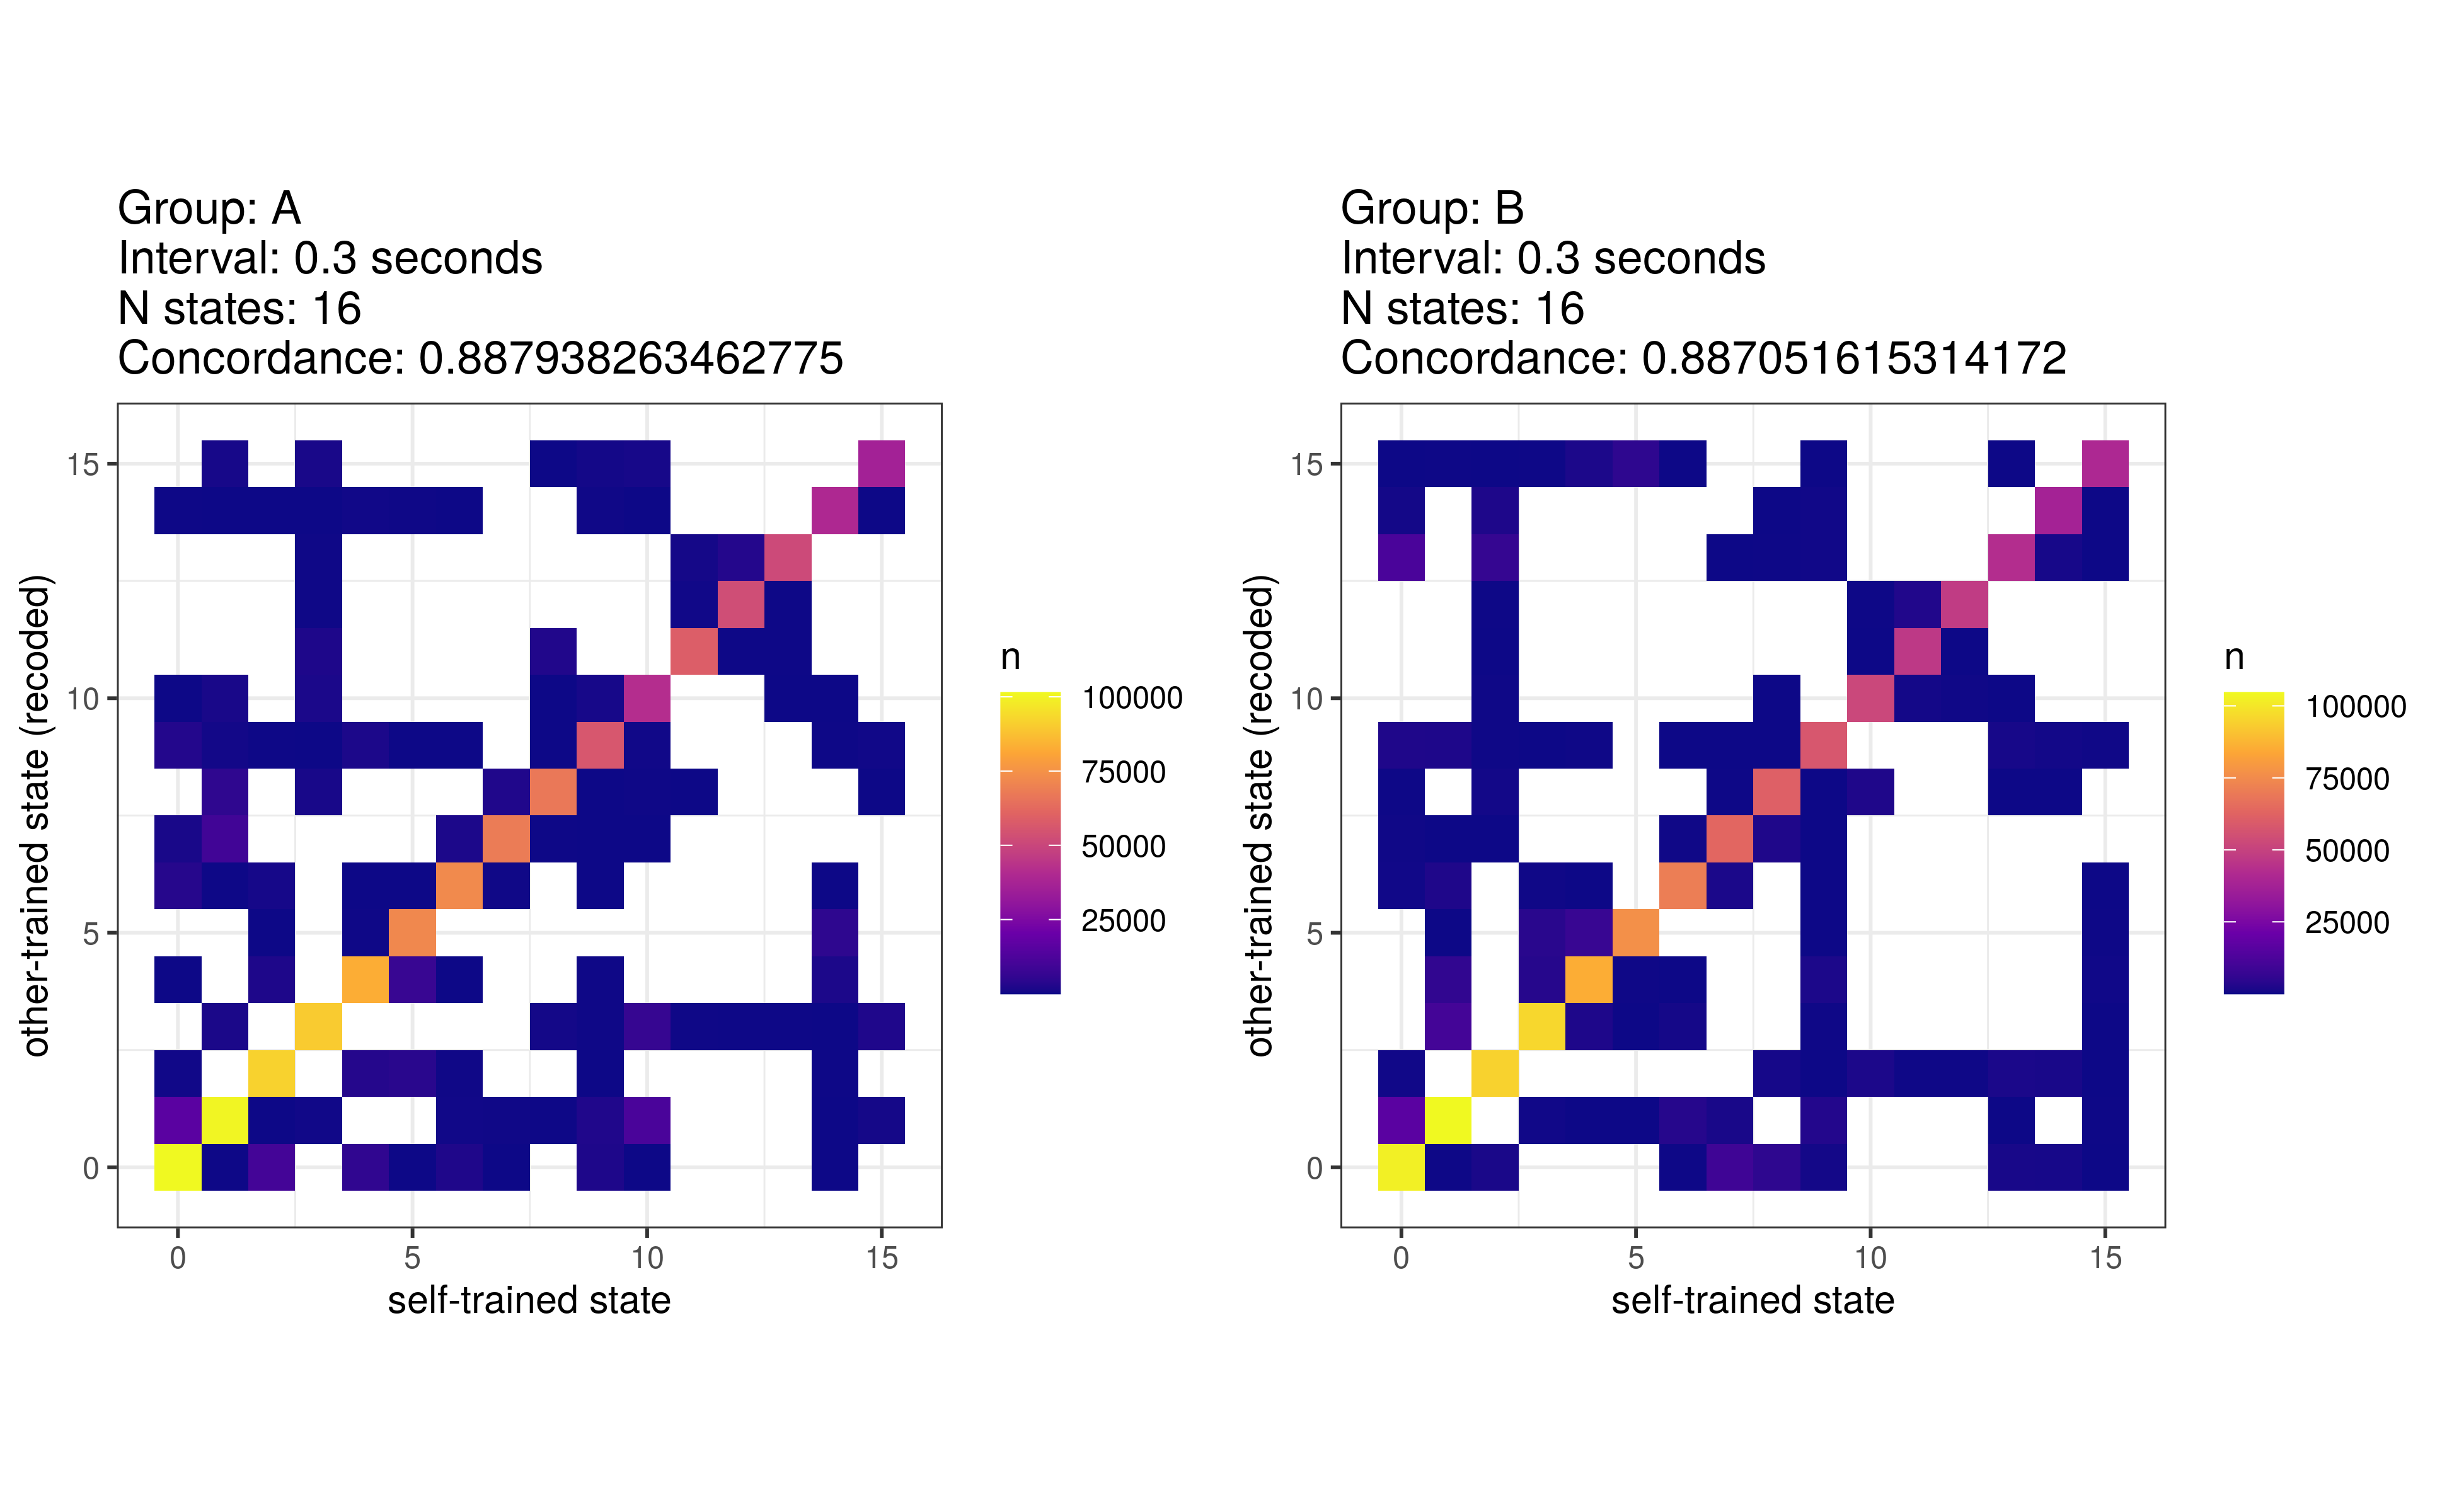 Group: A
Interval: 0.3 seconds
N states: 16
Concordance: 0.887938263462775
other-trained state (recoded)
15
10
5
0
0 5 10 15
self-trained state
n
100000
75000
50000
25000
Group: B
Interval: 0.3 seconds
N states: 16
Concordance: 0.887051615314172
other-trained state (recoded)
15
10
5
0
0 5 10 15
self-trained state
n
100000
75000
50000
25000